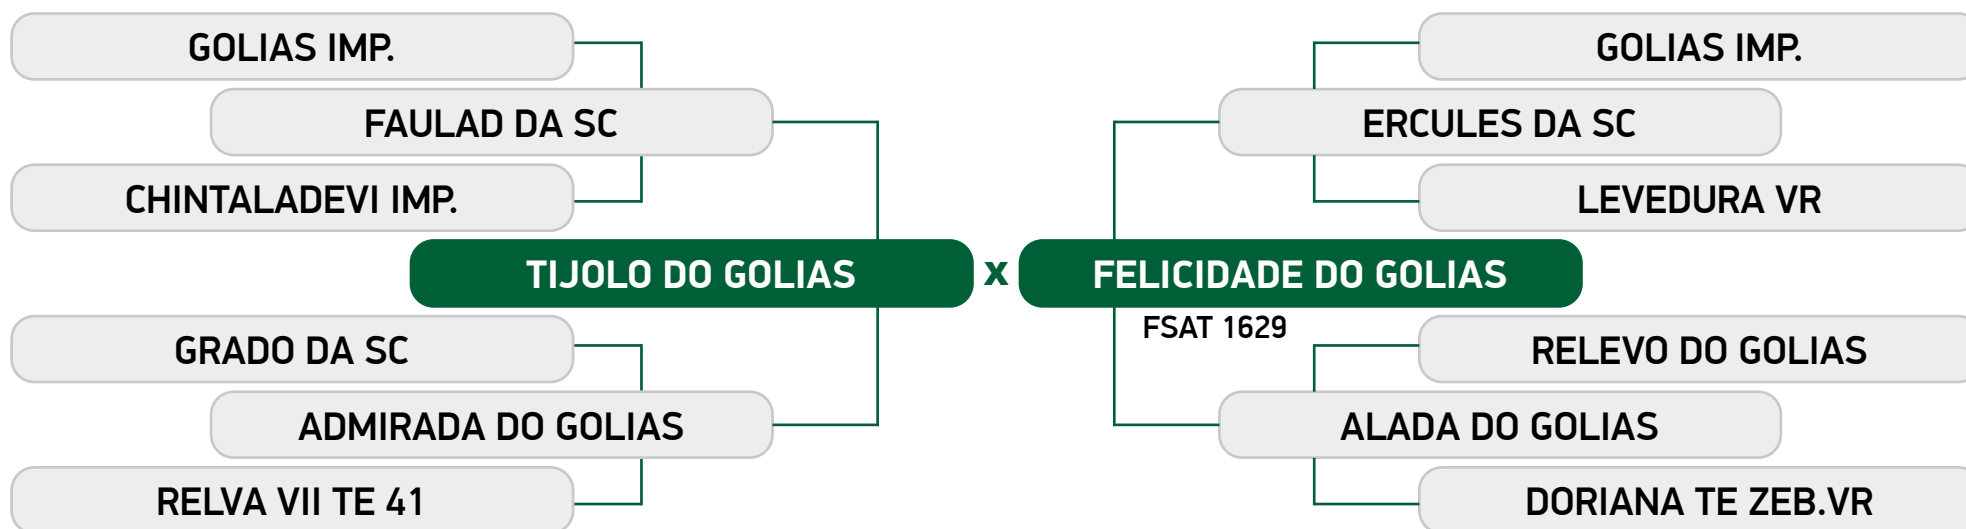 GOLIAS IMP.
GOLIAS IMP.
FAULAD DA SC
ERCULES DA SC
CHINTALADEVI IMP.
LEVEDURA VR
TIJOLO DO GOLIAS x FELICIDADE DO GOLIAS
FSAT 1629
GRADO DA SC
RELEVO DO GOLIAS
ADMIRADA DO GOLIAS
ALADA DO GOLIAS
RELVA VII TE 41
DORIANA TE ZEB.VR